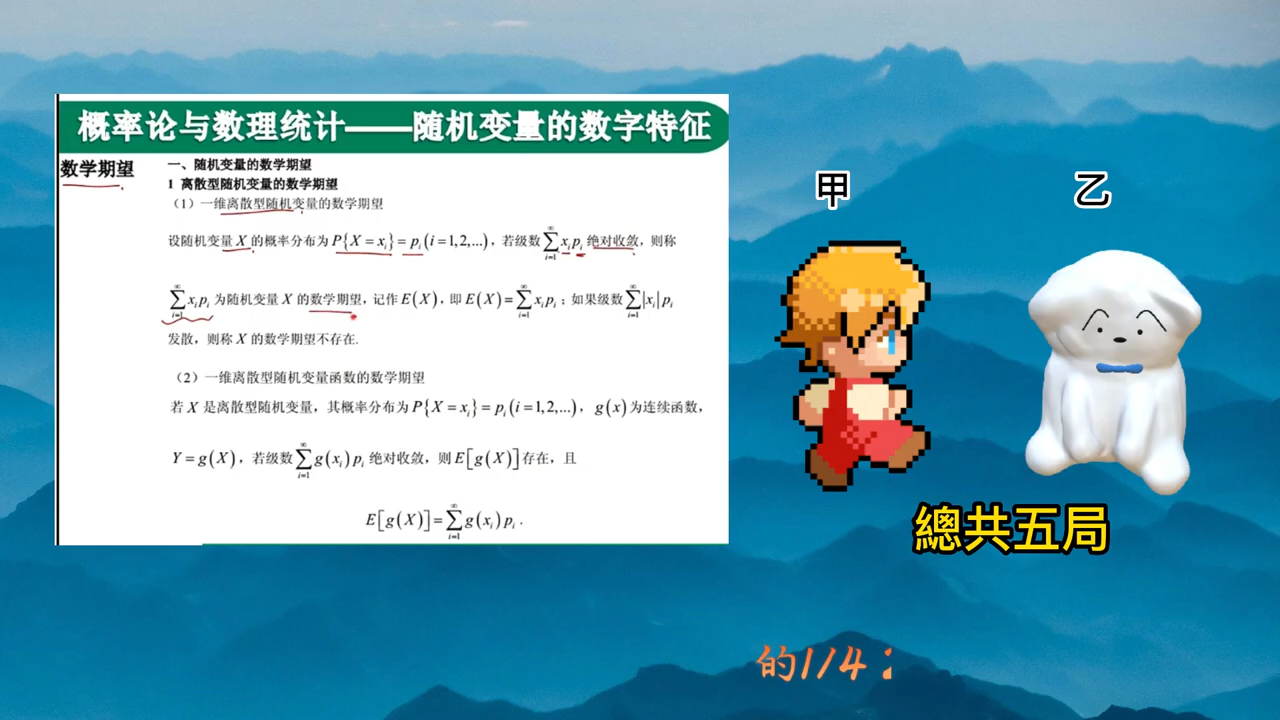 概率论与数理统计——随机变量的数字特征
数学期望
一、随机变量的数学期望
1 离散型随机变量的数学期望
（1）一维离散型随机变量的数学期望
设随机变量 X 的概率分布为 P{X = x_i} = p_i (i = 1,2,...)，若级数 ∑_{i=1}^{∞} x_i p_i 绝对收敛，则称
∑_{i=1}^{∞} x_i p_i 为随机变量 X 的数学期望，记作 E(X)，即 E(X) = ∑_{i=1}^{∞} x_i p_i；如果级数 ∑_{i=1}^{∞} |x_i| p_i
发散，则称 X 的数学期望不存在.
（2）一维离散型随机变量函数的数学期望
若 X 是离散型随机变量，其概率分布为 P{X = x_i} = p_i (i = 1,2,...)，g(x) 为连续函数，
Y = g(X)，若级数 ∑_{i=1}^{∞} g(x_i) p_i 绝对收敛，则 E[g(X)] 存在，且
E[g(X)] = ∑_{i=1}^{∞} g(x_i) p_i .
甲
乙
總共五局
的1/4；